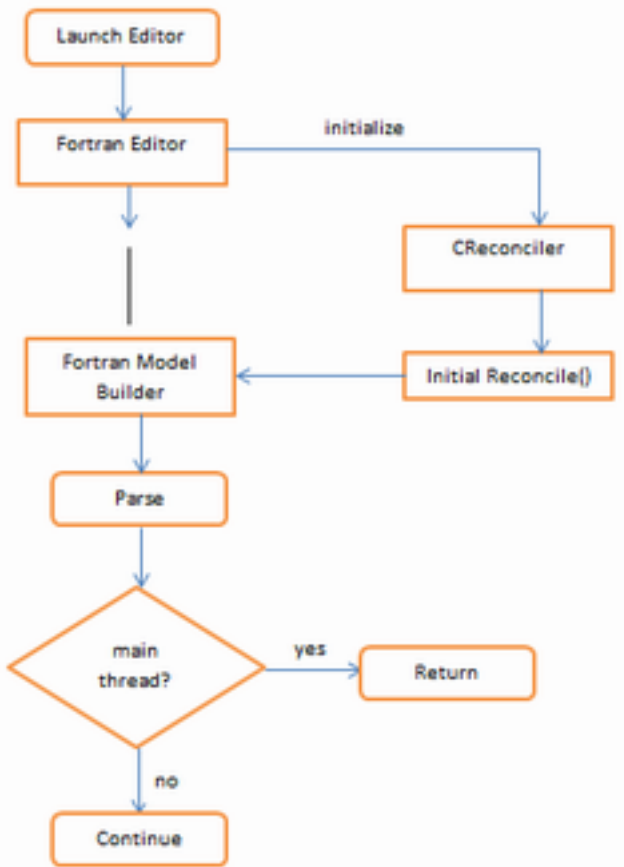 Launch Editor
Fortran Editor
initialize
CReconciler
Fortran Model
Builder
Initial Reconcile()
Parse
main
thread?
yes
Return
no
Continue